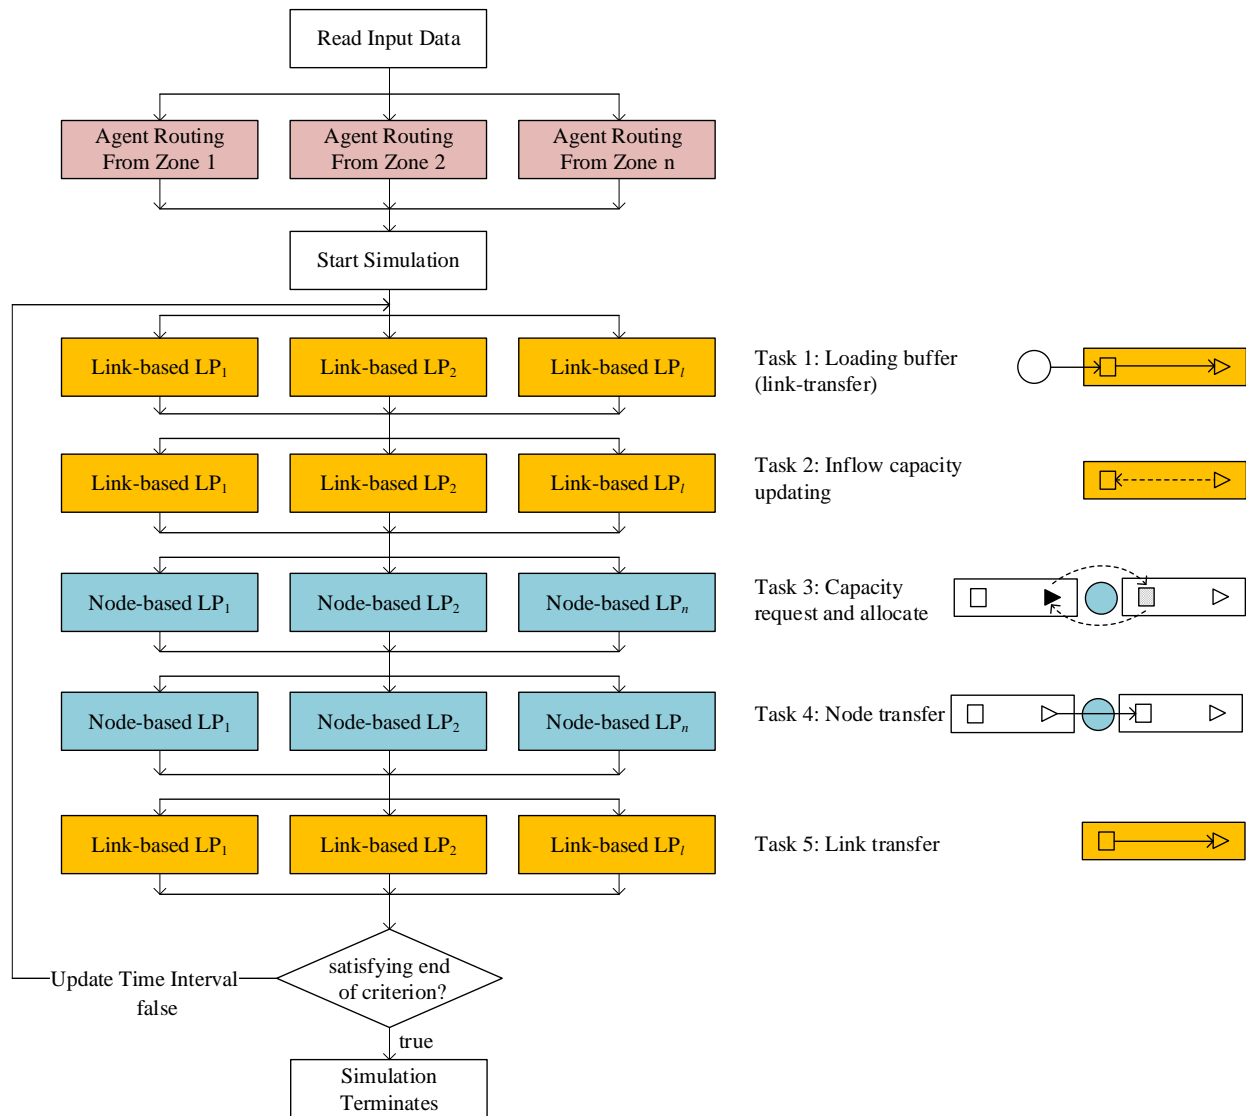 Read Input Data
Agent Routing
From Zone 1
Agent Routing
From Zone 2
Agent Routing
From Zone n
Start Simulation
Link-based LP1
Link-based LP2
Link-based LPl
Task 1: Loading buffer
(link-transfer)
Link-based LP1
Link-based LP2
Link-based LPl
Task 2: Inflow capacity
updating
Node-based LP1
Node-based LP2
Node-based LPn
Task 3: Capacity
request and allocate
Node-based LP1
Node-based LP2
Node-based LPn
Task 4: Node transfer
Link-based LP1
Link-based LP2
Link-based LPl
Task 5: Link transfer
satisfying end
of criterion?
Update Time Interval
false
true
Simulation
Terminates